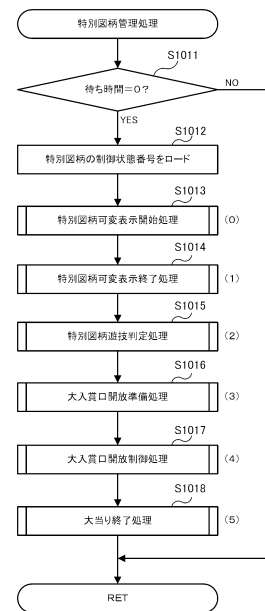 特別図柄管理処理
S1011
待ち時間=0?
NO
YES
S1012
特別図柄の制御状態番号をロード
S1013
特別図柄可変表示開始処理
(0)
S1014
特別図柄可変表示終了処理
(1)
S1015
特別図柄遊技判定処理
(2)
S1016
大入賞口開放準備処理
(3)
S1017
大入賞口開放制御処理
(4)
S1018
大当り終了処理
(5)
RET